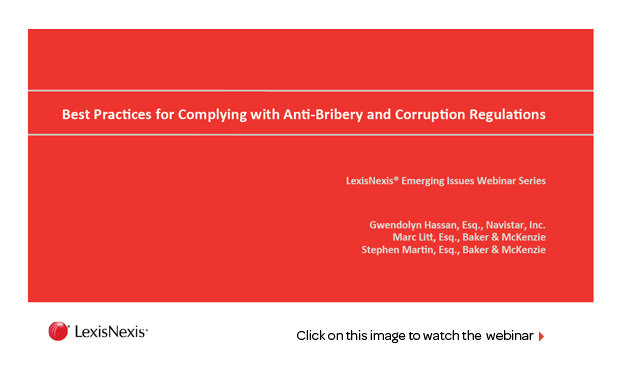 Best Practices for Complying with Anti-Bribery and Corruption Regulations
LexisNexis® Emerging Issues Webinar Series
Gwendolyn Hassan, Esq., Navistar, Inc.
Marc Litt, Esq., Baker & McKenzie
Stephen Martin, Esq., Baker & McKenzie
LexisNexis®
Click on this image to watch the webinar